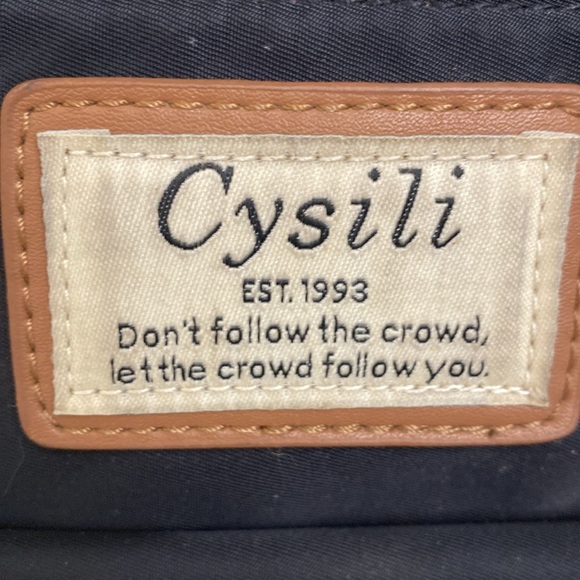 Cysili
EST. 1993
Don't follow the crowd,
let the crowd follow you.